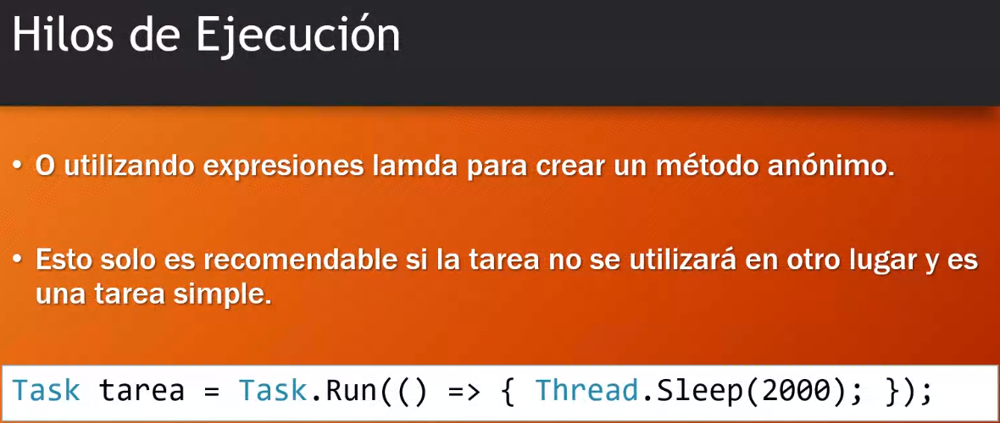 Hilos de Ejecución
• O utilizando expresiones lamda para crear un método anónimo.
• Esto solo es recomendable si la tarea no se utilizará en otro lugar y es
una tarea simple.
Task tarea = Task.Run(() => { Thread.Sleep(2000); });